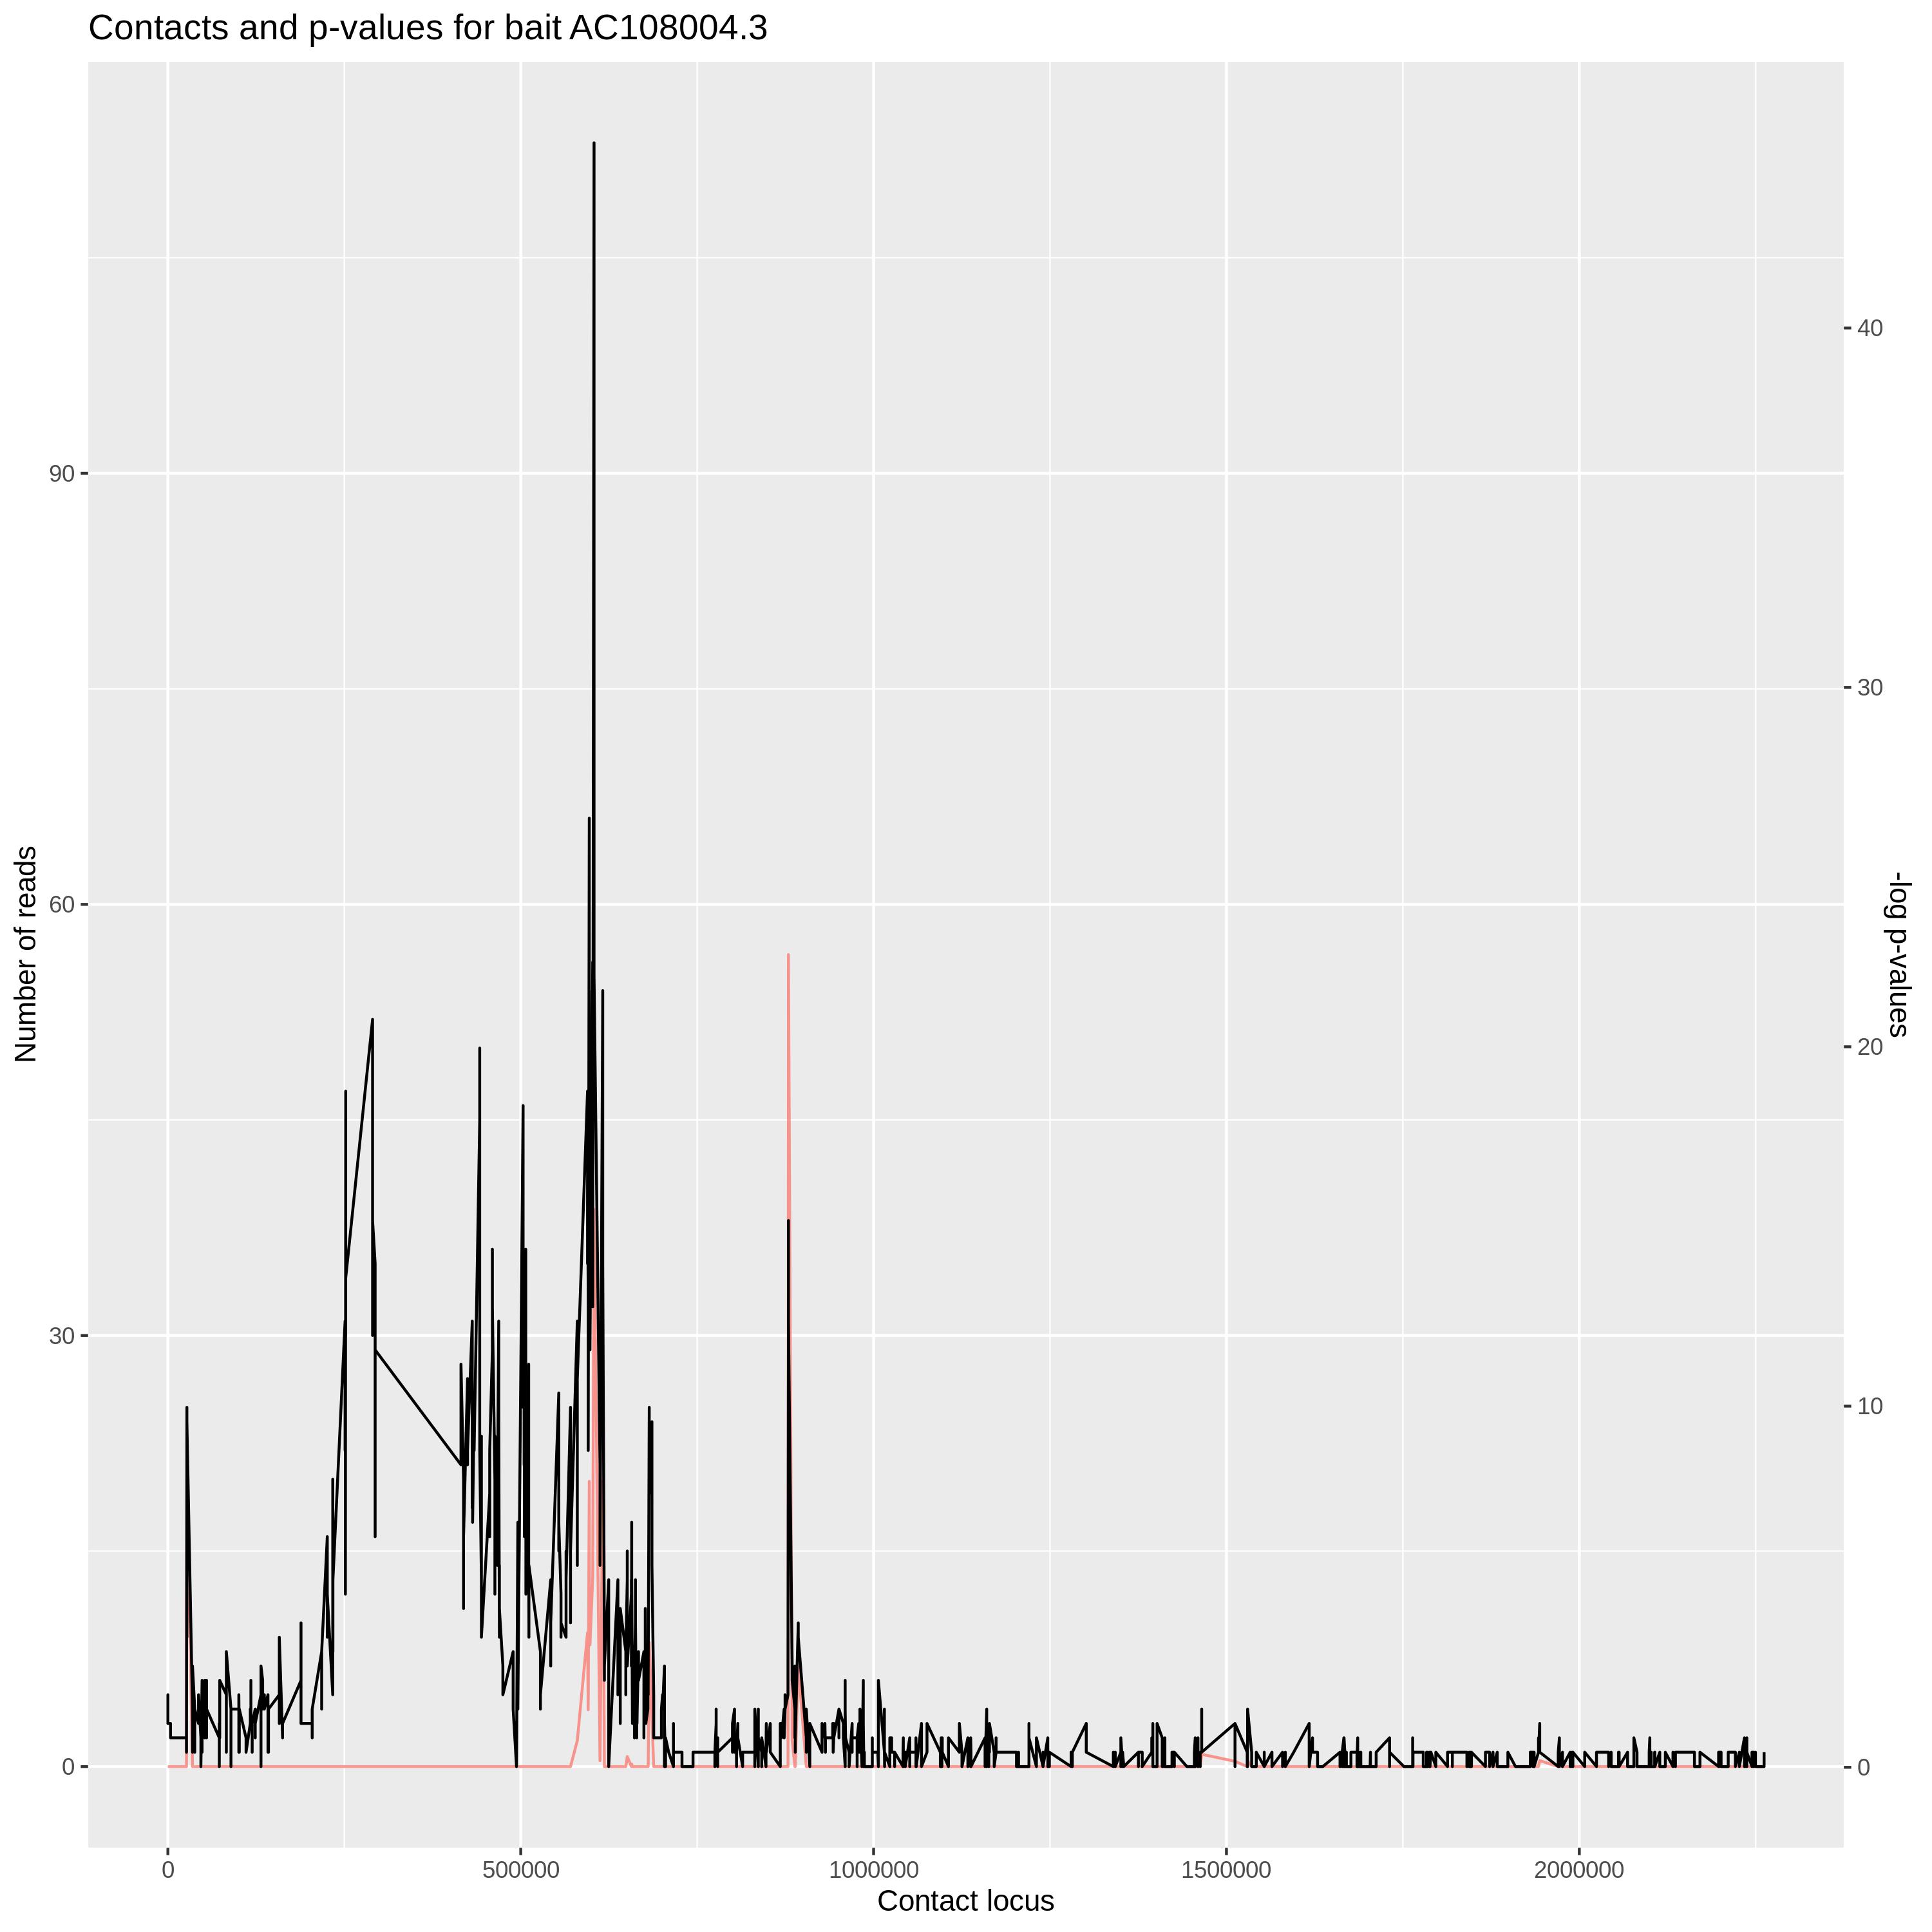 Contacts and p-values for bait AC108004.3
Number of reads
90
60
30
0
40
30
20
10
0
-log p-values
0 500000 1000000 1500000 2000000
Contact locus